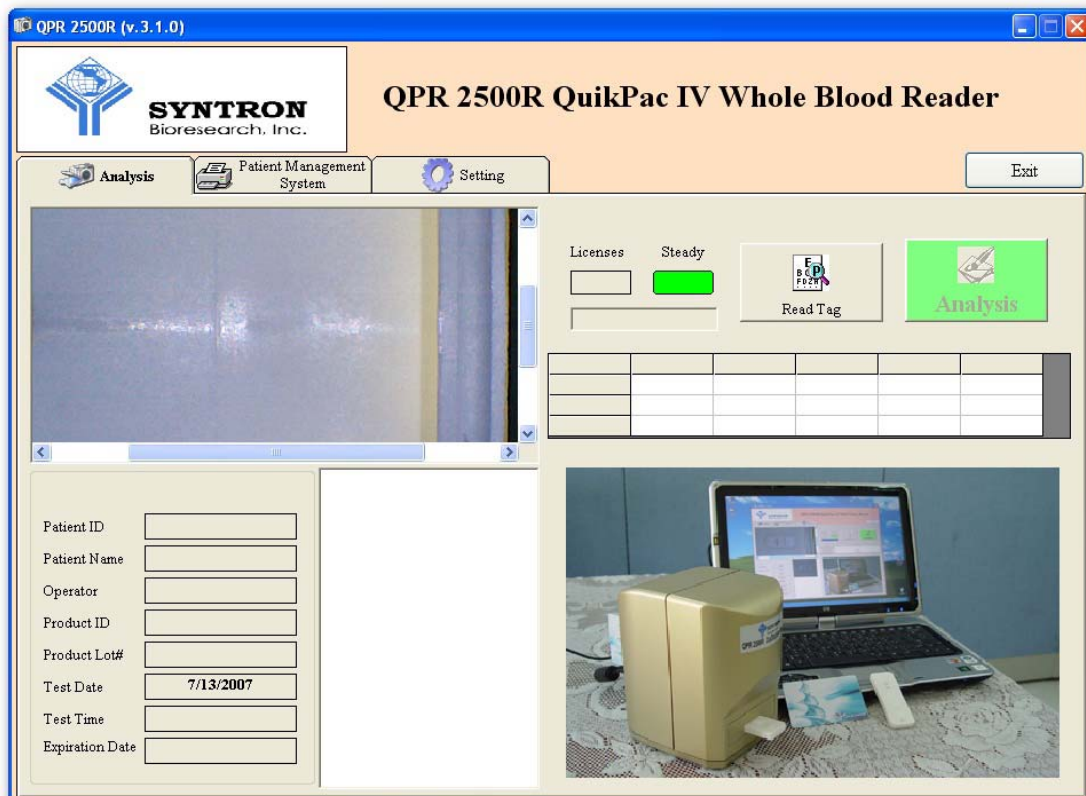 QPR 2500R (v.3.1.0)
SYNTRON
Bioresearch, Inc.
QPR 2500R QuikPac IV Whole Blood Reader
Analysis
Patient Management
System
Setting
Exit
Licenses
Steady
Read Tag
Analysis
Patient ID
Patient Name
Operator
Product ID
Product Lot#
Test Date
7/13/2007
Test Time
Expiration Date
QPR 2500R